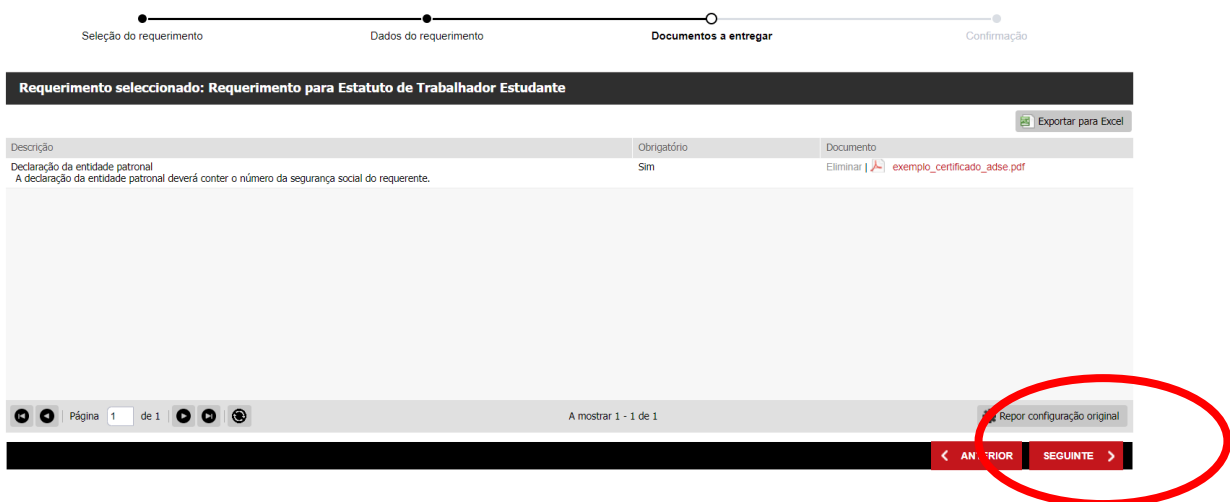 Seleção do requerimento
Dados do requerimento
Documentos a entregar
Confirmação
Requerimento seleccionado: Requerimento para Estatuto de Trabalhador Estudante
Exportar para Excel
Descrição Obrigatório Documento
Declaração da entidade patronal Sim Eliminar | exemplo_certificado_adse.pdf
A declaração da entidade patronal deverá conter o número da segurança social do requerente.
Página 1 de 1 A mostrar 1 - 1 de 1 Repor configuração original
ANTERIOR SEGUINTE